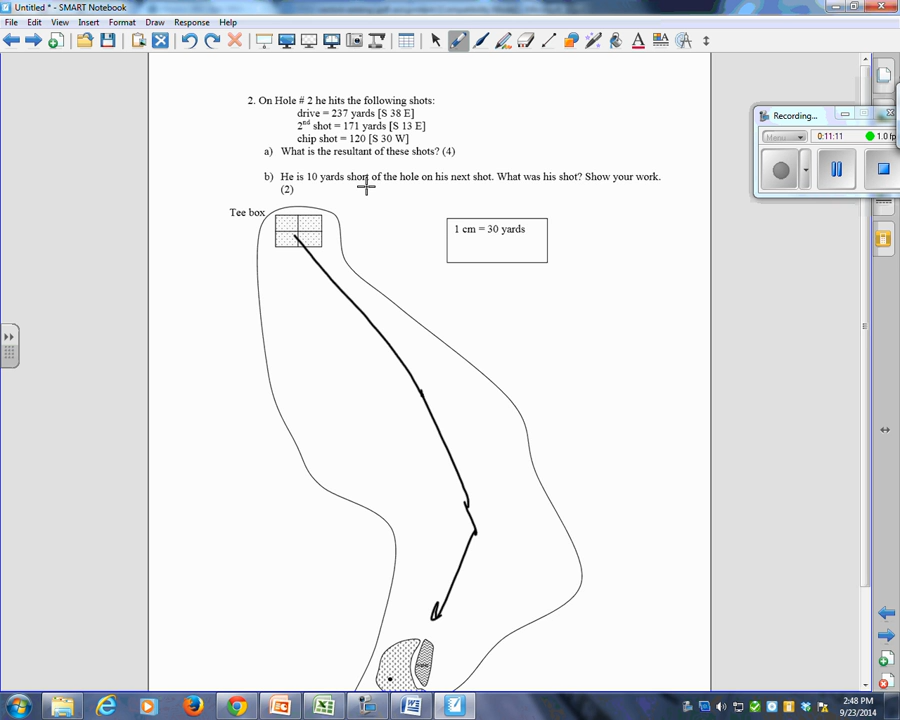 Untitled * - SMART Notebook
File Edit View Insert Format Draw Response Help
2. On Hole # 2 he hits the following shots:
drive = 237 yards [S 38 E]
2nd shot = 171 yards [S 13 E]
chip shot = 120 [S 30 W]
a) What is the resultant of these shots? (4)
b) He is 10 yards short of the hole on his next shot. What was his shot? Show your work.
(2)
Tee box
1 cm = 30 yards
Recording...
Menu
0:11:11
1.0 fp
2:48 PM
9/23/2014